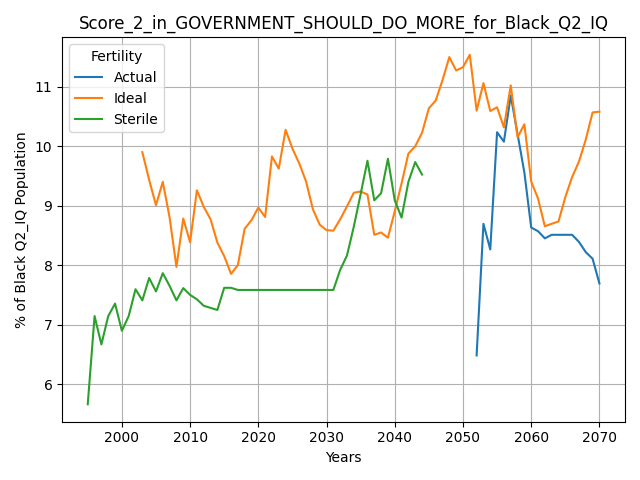 Score_2_in_GOVERNMENT_SHOULD_DO_MORE_for_Black_Q2_IQ
Fertility
Actual
Ideal
Sterile
% of Black Q2_IQ Population
11
10
9
8
7
6
2000 2010 2020 2030 2040 2050 2060 2070
Years